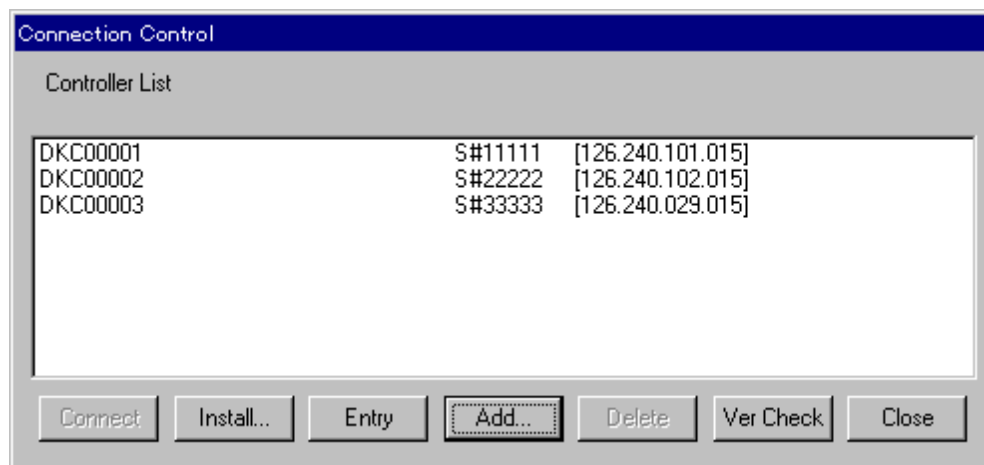 Connection Control
Controller List
DKC00001 S#11111 [126.240.101.015]
DKC00002 S#22222 [126.240.102.015]
DKC00003 S#33333 [126.240.029.015]
Connect Install... Entry Add... Delete Ver Check Close